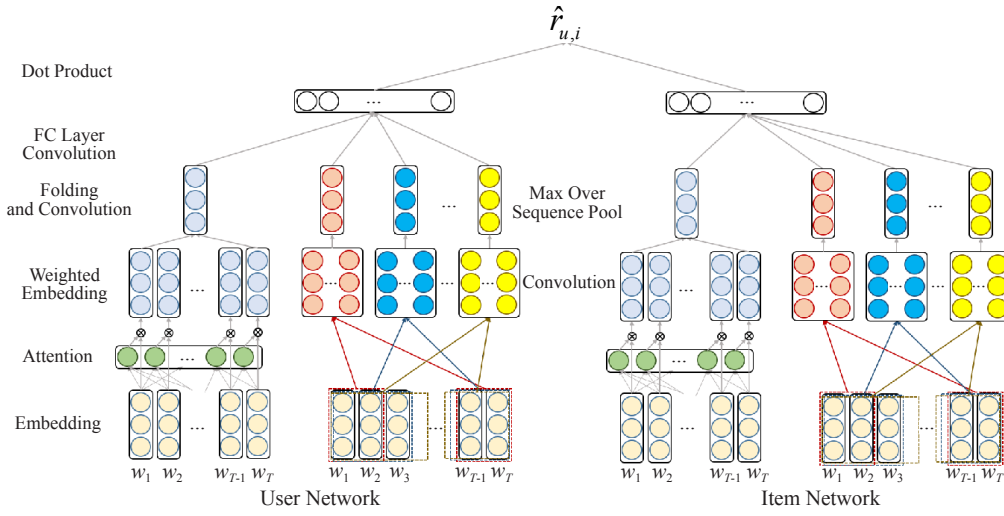 r̂u,i
Dot Product
...
...
FC Layer
Convolution
Folding
and Convolution
...
Max Over
Sequence Pool
...
Weighted
Embedding
...
... ... ...
Convolution
...
... ... ...
Attention
...
...
Embedding
...
...
...
...
w1 w2 wT-1 wT
w1 w2 w3 wT-1 wT
w1 w2 wT-1 wT
w1 w2 w3 wT-1 wT
User Network
Item Network